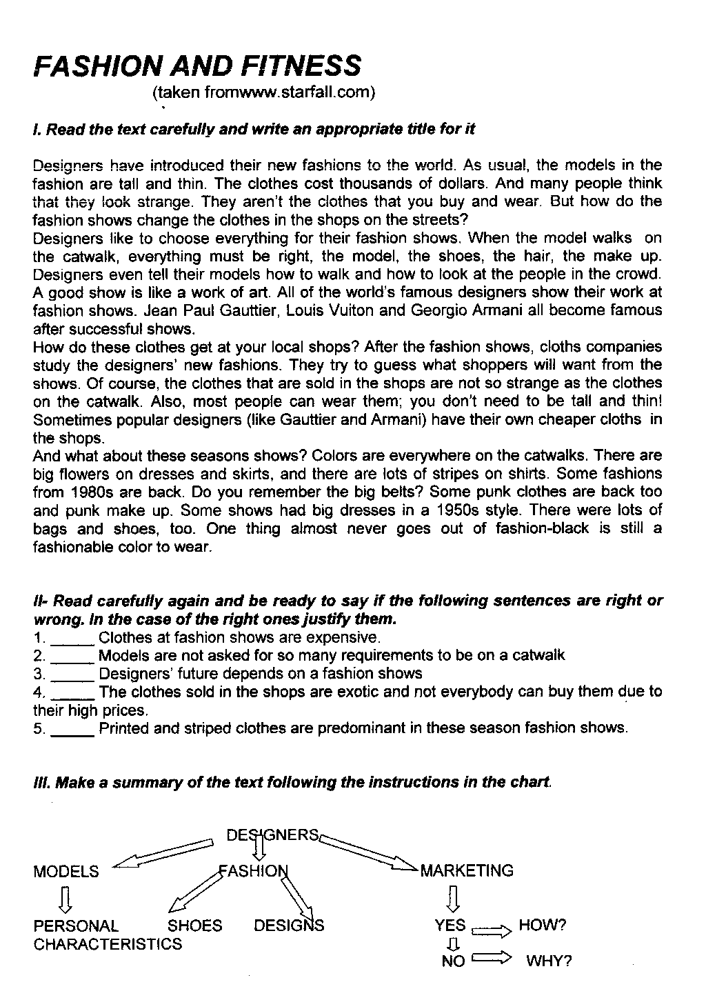 FASHION AND FITNESS
(taken fromwww.starfall.com)
I. Read the text carefully and write an appropriate title for it
Designers have introduced their new fashions to the world. As usual, the models in the
fashion are tall and thin. The clothes cost thousands of dollars. And many people think
that they look strange. They aren't the clothes that you buy and wear. But how do the
fashion shows change the clothes in the shops on the streets?
Designers like to choose everything for their fashion shows. When the model walks on
the catwalk, everything must be right, the model, the shoes, the hair, the make up.
Designers even tell their models how to walk and how to look at the people in the crowd.
A good show is like a work of art. All of the world's famous designers show their work at
fashion shows. Jean Paul Gauttier, Louis Vuiton and Georgio Armani all become famous
after successful shows.
How do these clothes get at your local shops? After the fashion shows, cloths companies
study the designers' new fashions. They try to guess what shoppers will want from the
shows. Of course, the clothes that are sold in the shops are not so strange as the clothes
on the catwalk. Also, most people can wear them; you don't need to be tall and thin!
Sometimes popular designers (like Gauttier and Armani) have their own cheaper cloths in
the shops.
And what about these seasons shows? Colors are everywhere on the catwalks. There are
big flowers on dresses and skirts, and there are lots of stripes on shirts. Some fashions
from 1980s are back. Do you remember the big belts? Some punk clothes are back too
and punk make up. Some shows had big dresses in a 1950s style. There were lots of
bags and shoes, too. One thing almost never goes out of fashion-black is still a
fashionable color to wear.
II- Read carefully again and be ready to say if the following sentences are right or
wrong. In the case of the right ones justify them.
1. _____ Clothes at fashion shows are expensive.
2. _____ Models are not asked for so many requirements to be on a catwalk
3. _____ Designers' future depends on a fashion shows
4. _____ The clothes sold in the shops are exotic and not everybody can buy them due to
their high prices.
5. _____ Printed and striped clothes are predominant in these season fashion shows.
III. Make a summary of the text following the instructions in the chart.
DESIGNERS
MODELS FASHION MARKETING
PERSONAL SHOES DESIGNS YES HOW?
CHARACTERISTICS
NO WHY?